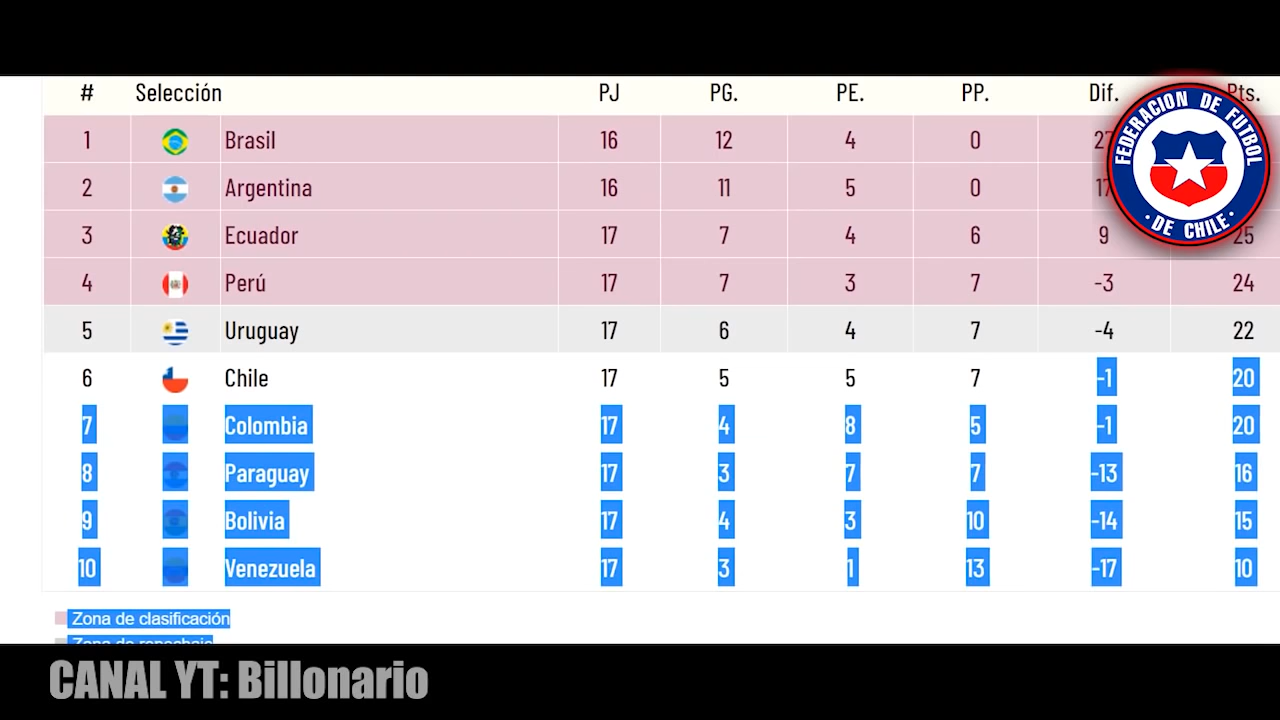 # Selección PJ PG. PE. PP. Dif. Pts.
1 Brasil 16 12 4 0
2 Argentina 16 11 5 0 17
3 Ecuador 17 7 4 6 9 25
4 Perú 17 7 3 7 -3 24
5 Uruguay 17 6 4 7 -4 22
6 Chile 17 5 5 7 -1 20
7 Colombia 17 4 8 5 -1 20
8 Paraguay 17 3 7 7 -13 16
9 Bolivia 17 4 3 10 -14 15
10 Venezuela 17 3 1 13 -17 10
Zona de clasificación
Zona de repechaje
FEDERACION DE FUTBOL
· DE CHILE ·
CANAL YT: Billonario